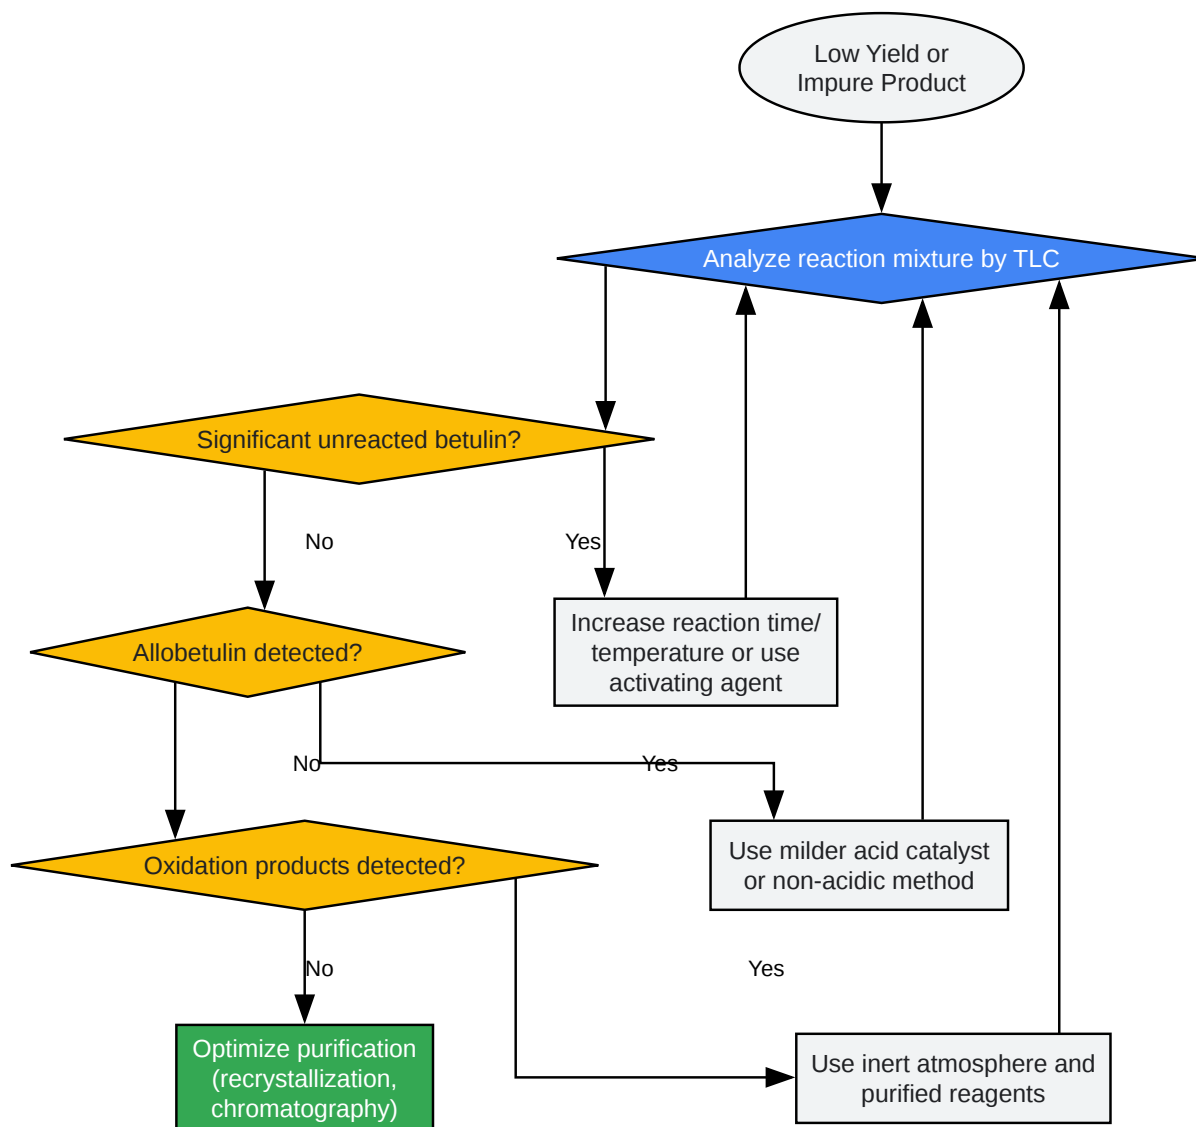 Low Yield or
Impure Product
Analyze reaction mixture by TLC
Significant unreacted betulin?
No
Yes
Increase reaction time/
temperature or use
activating agent
Allobetulin detected?
No
Yes
Use milder acid catalyst
or non-acidic method
Oxidation products detected?
No
Yes
Optimize purification
(recrystallization,
chromatography)
Use inert atmosphere and
purified reagents